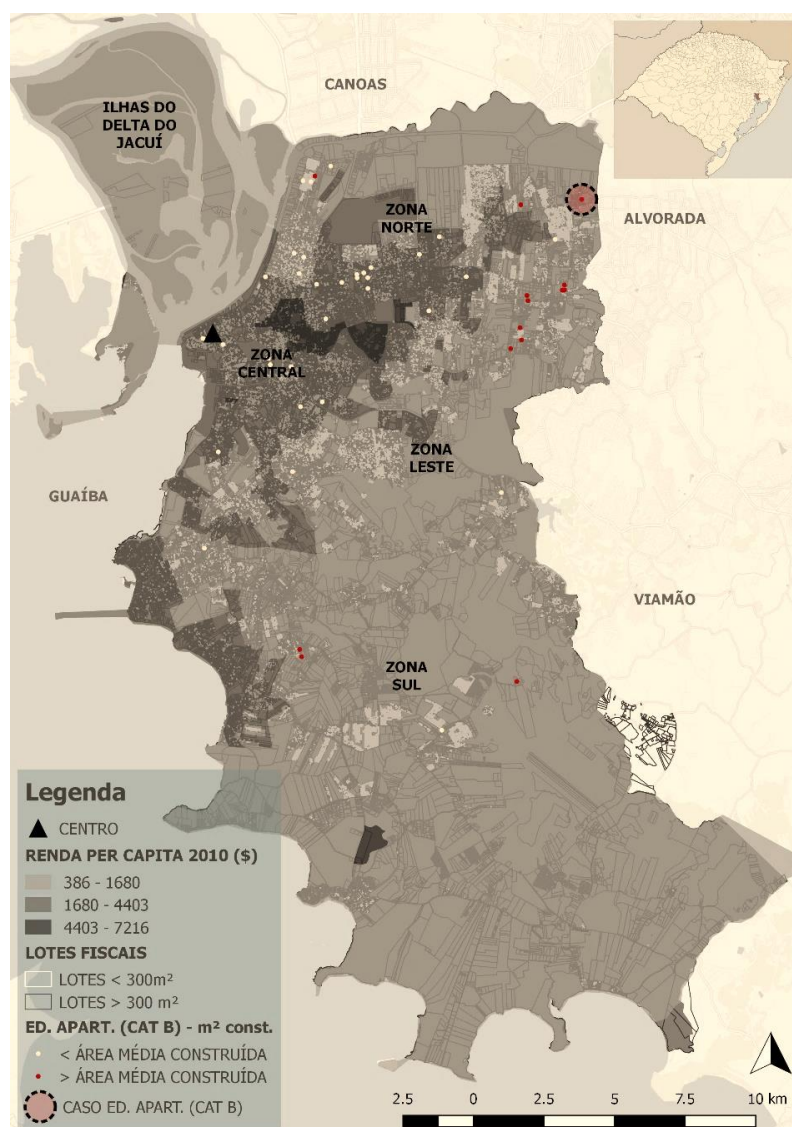 CANOAS
ILHAS DO
DELTA DO
JACUÍ
ZONA
NORTE
ALVORADA
ZONA
CENTRAL
ZONA
LESTE
GUAÍBA
VIAMÃO
ZONA
SUL
Legenda
CENTRO
RENDA PER CAPITA 2010 ($)
386 - 1680
1680 - 4403
4403 - 7216
LOTES FISCAIS
LOTES < 300m²
LOTES > 300 m²
ED. APART. (CAT B) - m² const.
< ÁREA MÉDIA CONSTRUÍDA
> ÁREA MÉDIA CONSTRUÍDA
CASO ED. APART. (CAT B)
2.5 0 2.5 5 7.5 10 km